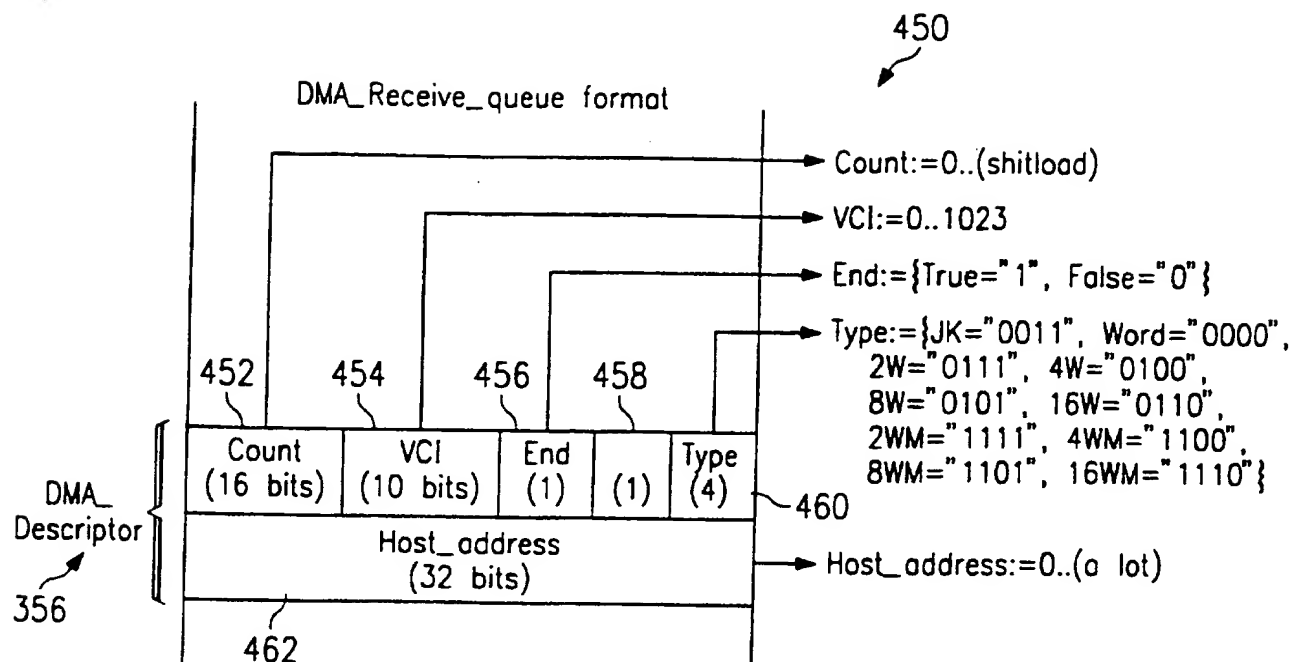 450
DMA_Receive_queue format
Count:=0..(shitload)
VCI:=0..1023
End:={True="1", False="0"}
Type:={JK="0011", Word="0000",
2W="0111", 4W="0100",
8W="0101", 16W="0110",
2WM="1111", 4WM="1100",
8WM="1101", 16WM="1110"}
452
454
456
458
Count
(16 bits)
VCI
(10 bits)
End
(1)
(1)
Type
(4)
460
DMA_
Descriptor
356
Host_address
(32 bits)
Host_address:=0..(a lot)
462